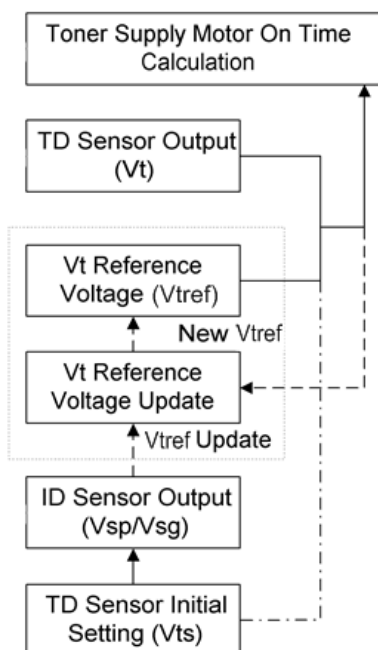 Toner Supply Motor On Time
Calculation
TD Sensor Output
(Vt)
Vt Reference
Voltage (Vtref)
New Vtref
Vt Reference
Voltage Update
Vtref Update
ID Sensor Output
(Vsp/Vsg)
TD Sensor Initial
Setting (Vts)